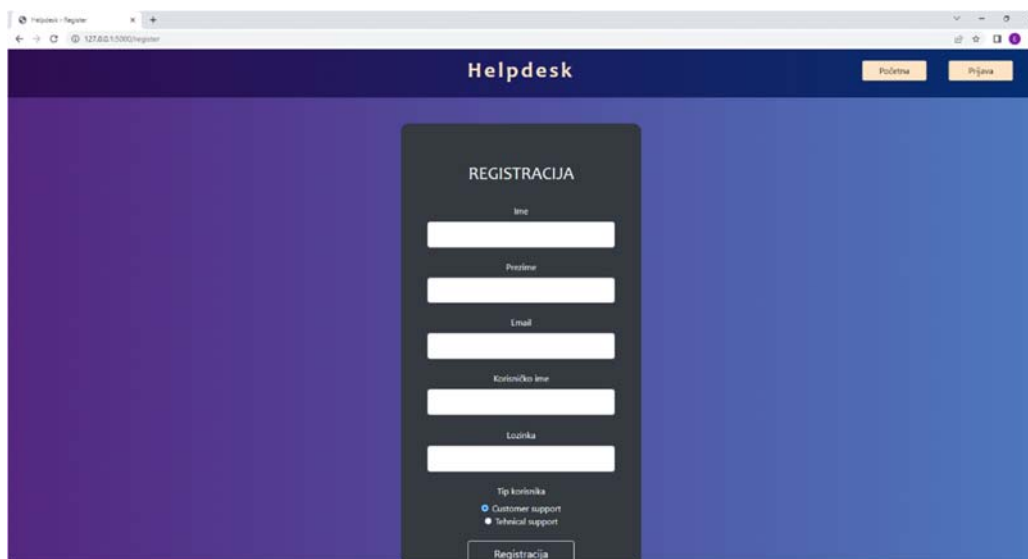 Helpdesk - Register
127.0.0.1:5000/register
Helpdesk
Početna
Prijava
REGISTRACIJA
Ime
Prezime
Email
Korisničko ime
Lozinka
Tip korisnika
Customer support
Tehnical support
Registracija